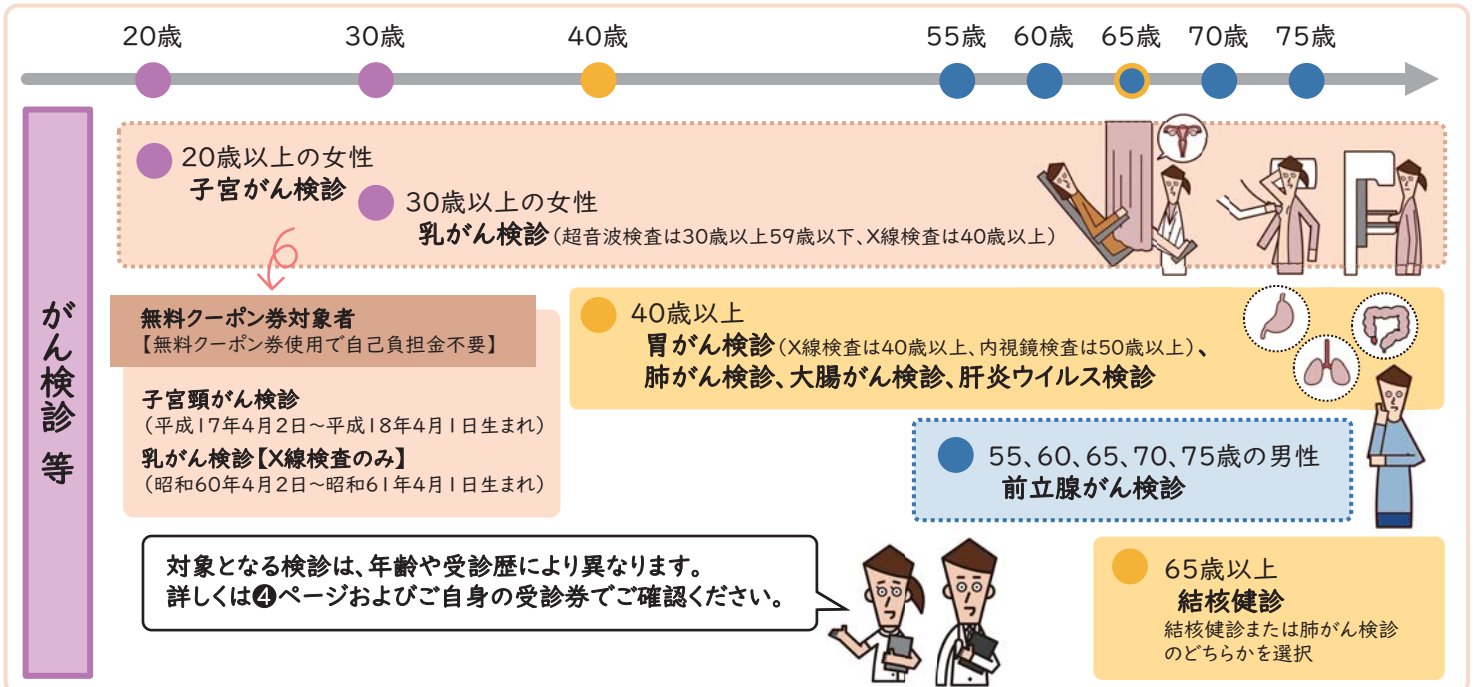 20歳 30歳 40歳 55歳 60歳 65歳 70歳 75歳
がん検診 等
20歳以上の女性
子宮がん検診
30歳以上の女性
乳がん検診(超音波検査は30歳以上59歳以下、X線検査は40歳以上)
無料クーポン券対象者
【無料クーポン券使用で自己負担金不要】
子宮頸がん検診
(平成17年4月2日～平成18年4月1日生まれ)
乳がん検診【X線検査のみ】
(昭和60年4月2日～昭和61年4月1日生まれ)
40歳以上
胃がん検診(X線検査は40歳以上、内視鏡検査は50歳以上)、
肺がん検診、大腸がん検診、肝炎ウイルス検診
55、60、65、70、75歳の男性
前立腺がん検診
対象となる検診は、年齢や受診歴により異なります。
詳しくは❹ページおよびご自身の受診券でご確認ください。
65歳以上
結核健診
結核健診または肺がん検診
のどちらかを選択